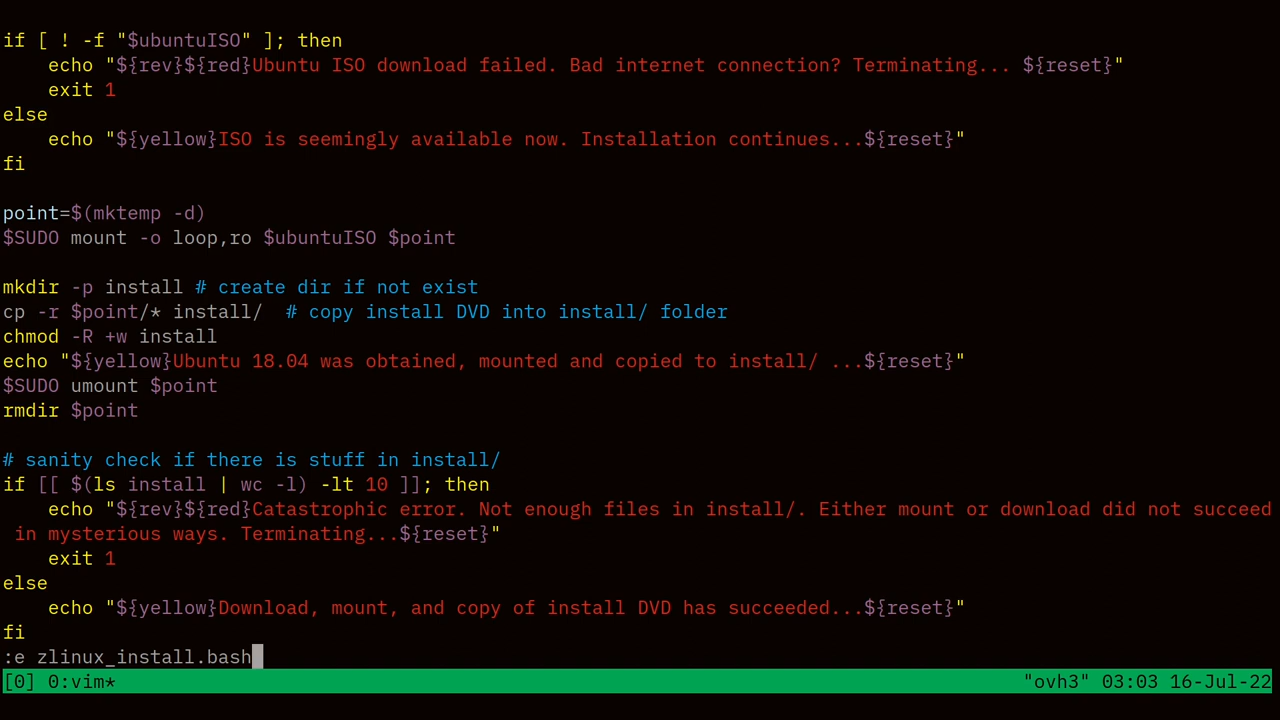 if [ ! -f "$ubuntuISO" ]; then
    echo "${rev}${red}Ubuntu ISO download failed. Bad internet connection? Terminating... ${reset}"
    exit 1
else
    echo "${yellow}ISO is seemingly available now. Installation continues...${reset}"
fi

point=$(mktemp -d)
$SUDO mount -o loop,ro $ubuntuISO $point

mkdir -p install # create dir if not exist
cp -r $point/* install/  # copy install DVD into install/ folder
chmod -R +w install
echo "${yellow}Ubuntu 18.04 was obtained, mounted and copied to install/ ...${reset}"
$SUDO umount $point
rmdir $point

# sanity check if there is stuff in install/
if [[ $(ls install | wc -l) -lt 10 ]]; then
    echo "${rev}${red}Catastrophic error. Not enough files in install/. Either mount or download did not succeed
 in mysterious ways. Terminating...${reset}"
    exit 1
else
    echo "${yellow}Download, mount, and copy of install DVD has succeeded...${reset}"
fi
:e zlinux_install.bash
[0] 0:vim* "ovh3" 03:03 16-Jul-22